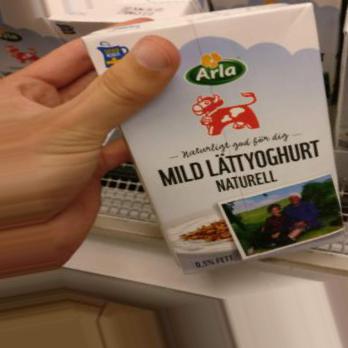 Arla
Naturligt god för dig
MILD LÄTTYOGHURT
NATURELL
0,5% FETT